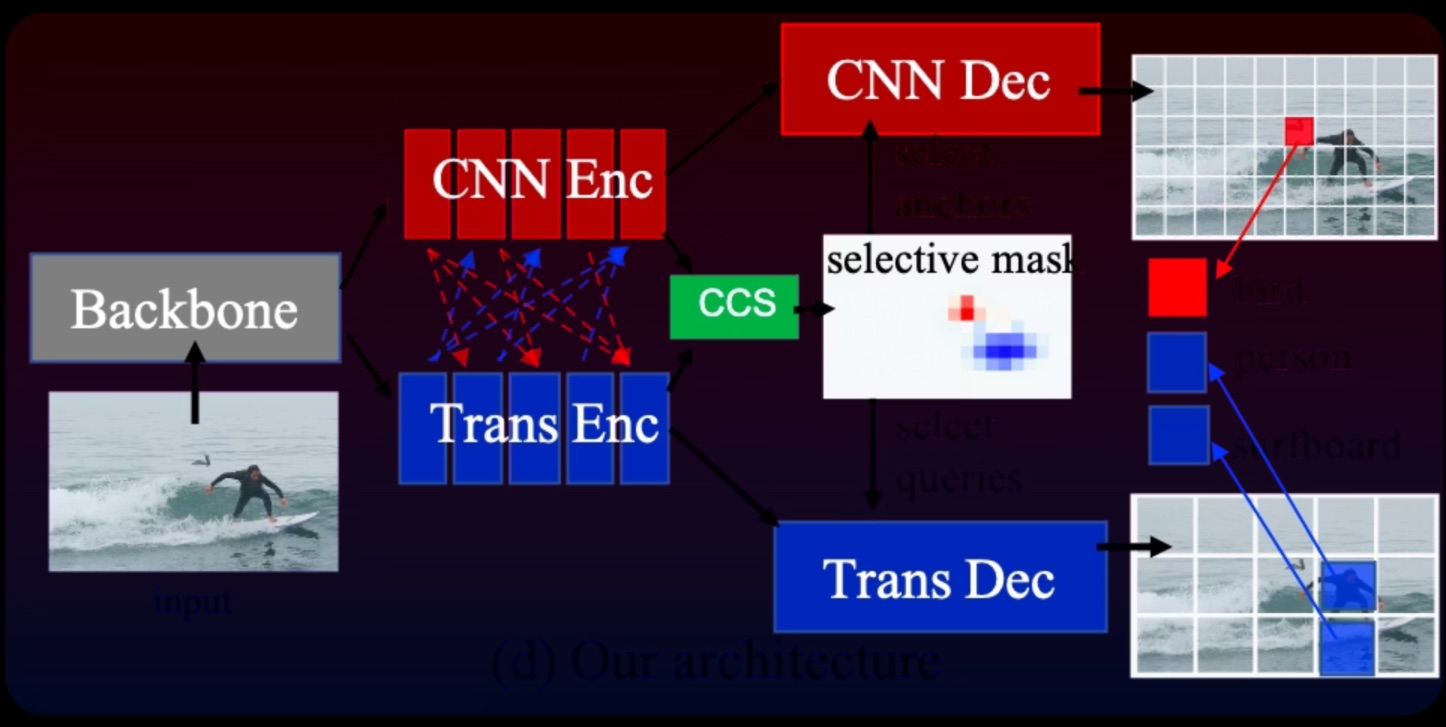 CNN Dec
select
anchors
CNN Enc
selective mask
bird
Backbone
CCS
person
Trans Enc
select
queries
surfboard
Trans Dec
input
(d) Our architecture